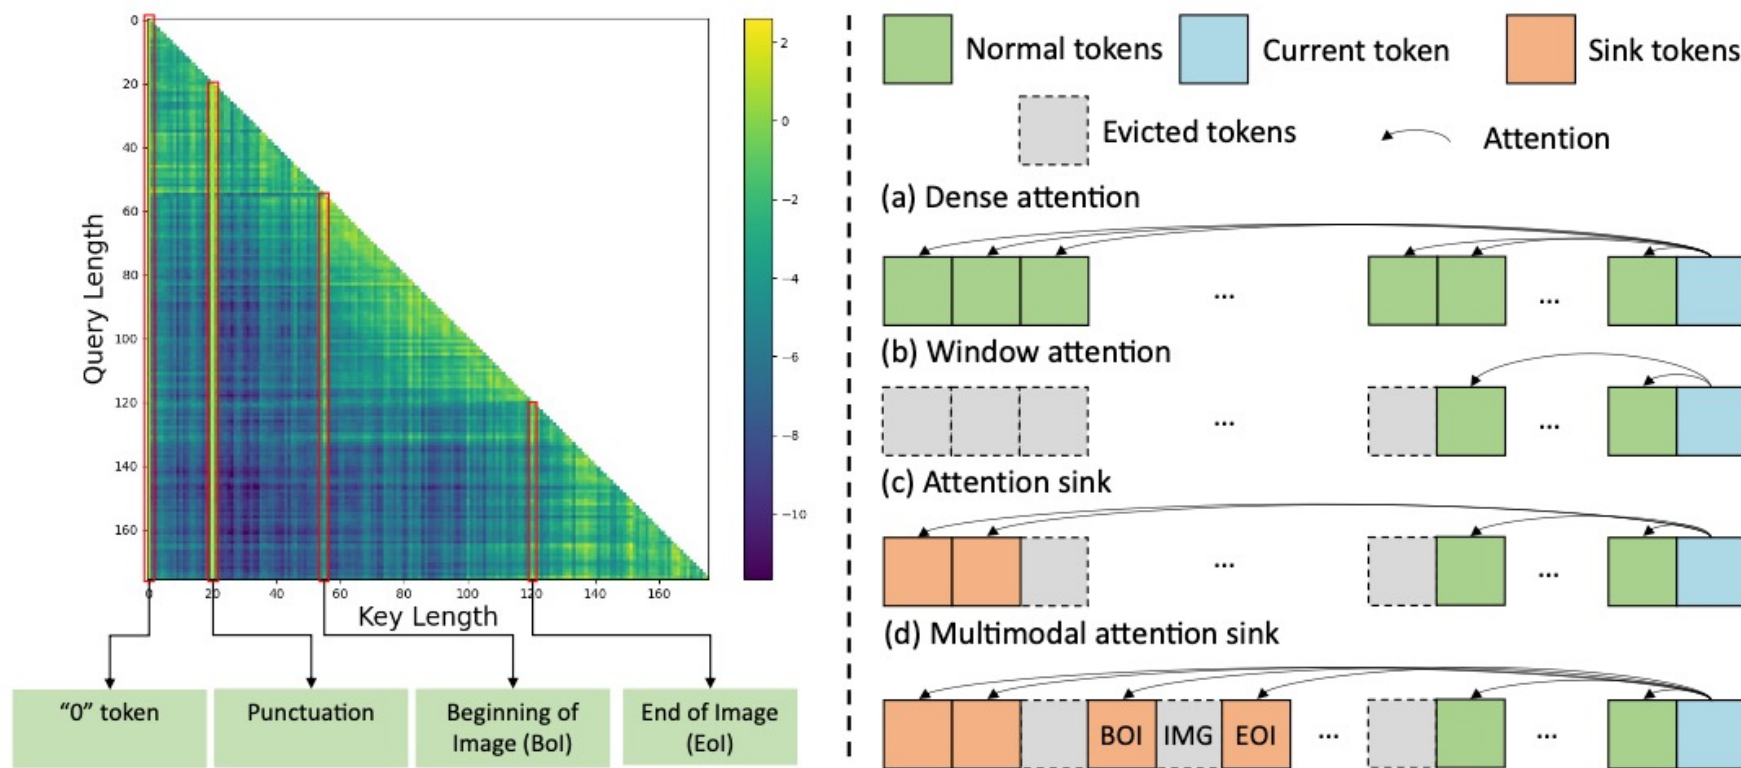 0
20
40
60
80
100
120
140
160
Query Length
0 20 40 60 80 100 120 140 160
Key Length
2
0
−2
−4
−6
−8
−10
“0” token
Punctuation
Beginning of
Image (BoI)
End of Image
(EoI)
Normal tokens
Current token
Sink tokens
Evicted tokens
Attention
(a) Dense attention
... ...
(b) Window attention
... ...
(c) Attention sink
... ...
(d) Multimodal attention sink
BOI IMG EOI ... ...